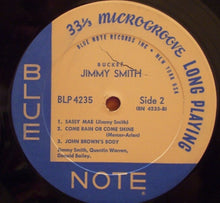 33⅓ MICROGROOVE LONG PLAYING
BLUE NOTE RECORDS INC • NEW YORK USA
BUCKET
JIMMY SMITH
BLP 4235
Side 2
(BN 4235-B)
1. SASSY MAE (Jimmy Smith)
2. COME RAIN OR COME SHINE
(Mercer-Arlen)
3. JOHN BROWN'S BODY
Jimmy Smith, Quentin Warren,
Donald Bailey.
BLUE
NOTE